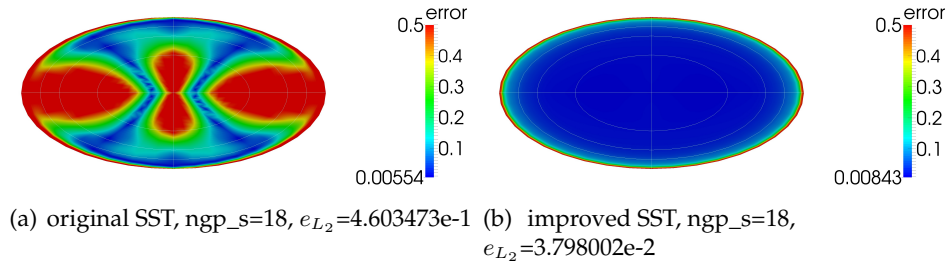 error
0.5
0.4
0.3
0.2
0.1
0.00554
error
0.5
0.4
0.3
0.2
0.1
0.00843
(a) original SST, ngp_s=18, $e_{L_2}$=4.603473e-1
(b) improved SST, ngp_s=18,
$e_{L_2}$=3.798002e-2